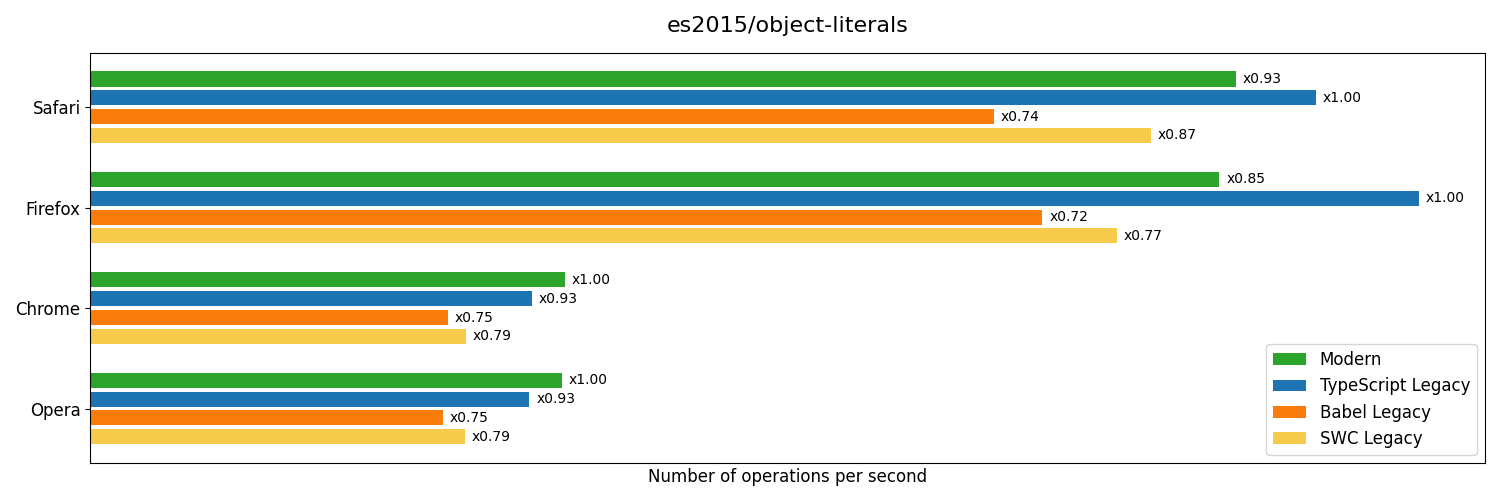 es2015/object-literals
Safari
x0.93
x1.00
x0.74
x0.87
Firefox
x0.85
x1.00
x0.72
x0.77
Chrome
x1.00
x0.93
x0.75
x0.79
Opera
x1.00
x0.93
x0.75
x0.79
Modern
TypeScript Legacy
Babel Legacy
SWC Legacy
Number of operations per second